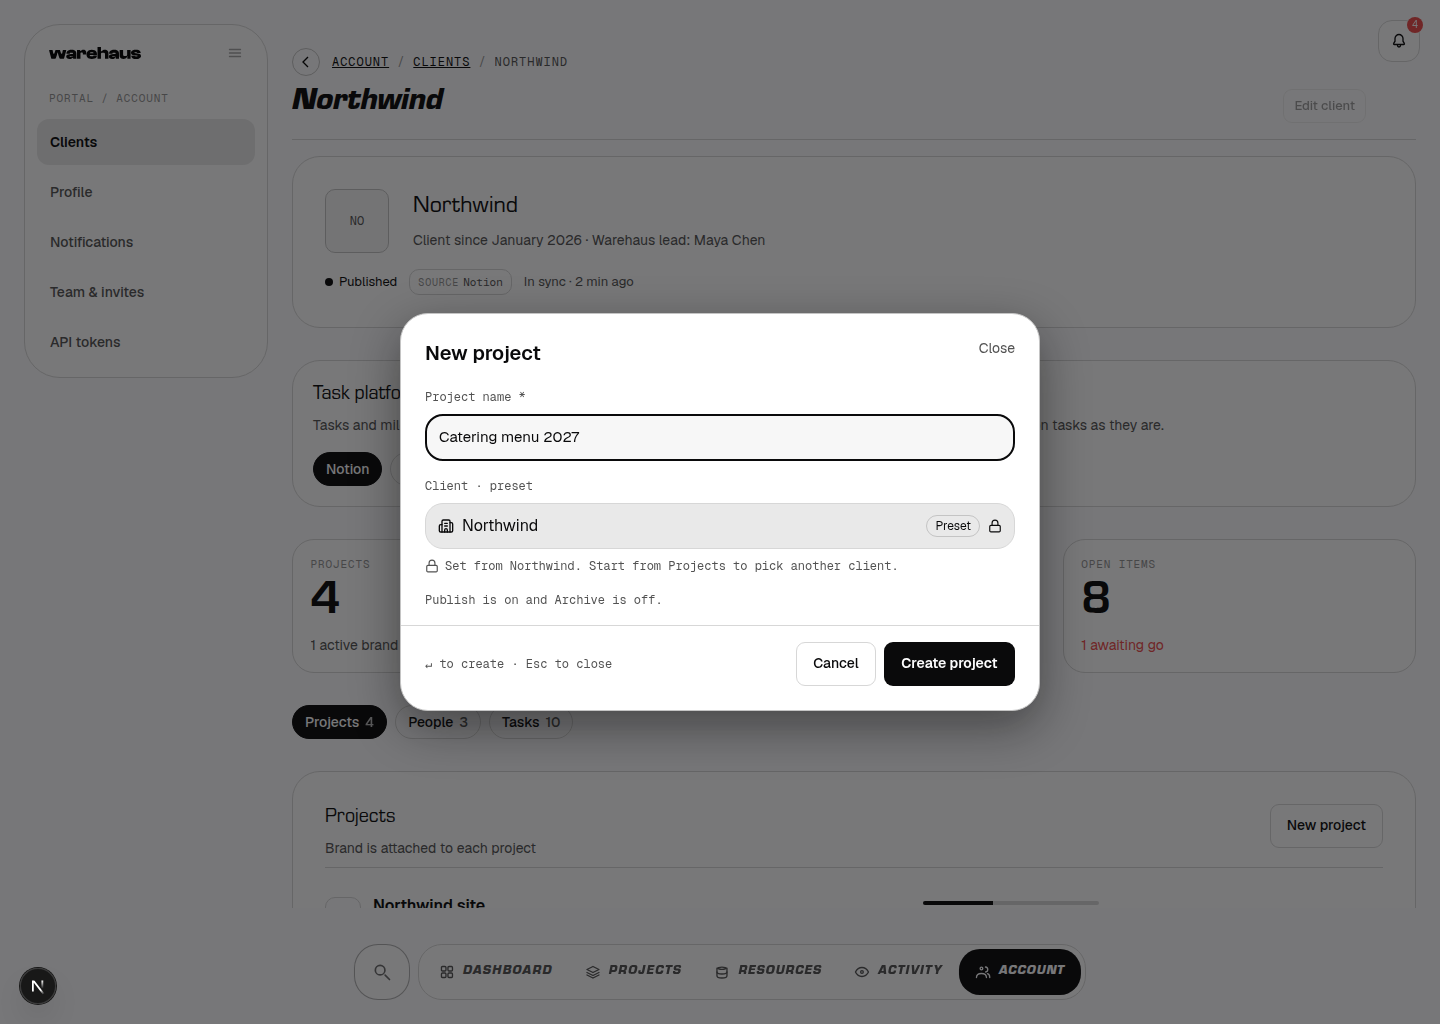 warehaus
PORTAL / ACCOUNT
Clients
Profile
Notifications
Team & invites
API tokens
4
ACCOUNT / CLIENTS / NORTHWIND
Northwind
Edit client
NO
Northwind
Client since January 2026 · Warehaus lead: Maya Chen
Published
SOURCE Notion
In sync · 2 min ago
Task platfo
Tasks and mil
n tasks as they are.
Notion
PROJECTS
4
1 active brand
OPEN ITEMS
8
1 awaiting go
New project
Close
Project name *
Catering menu 2027
Client · preset
Northwind
Preset
Set from Northwind. Start from Projects to pick another client.
Publish is on and Archive is off.
↵ to create · Esc to close
Cancel
Create project
Projects 4
People 3
Tasks 10
Projects
Brand is attached to each project
New project
Northwind site
DASHBOARD
PROJECTS
RESOURCES
ACTIVITY
ACCOUNT
N